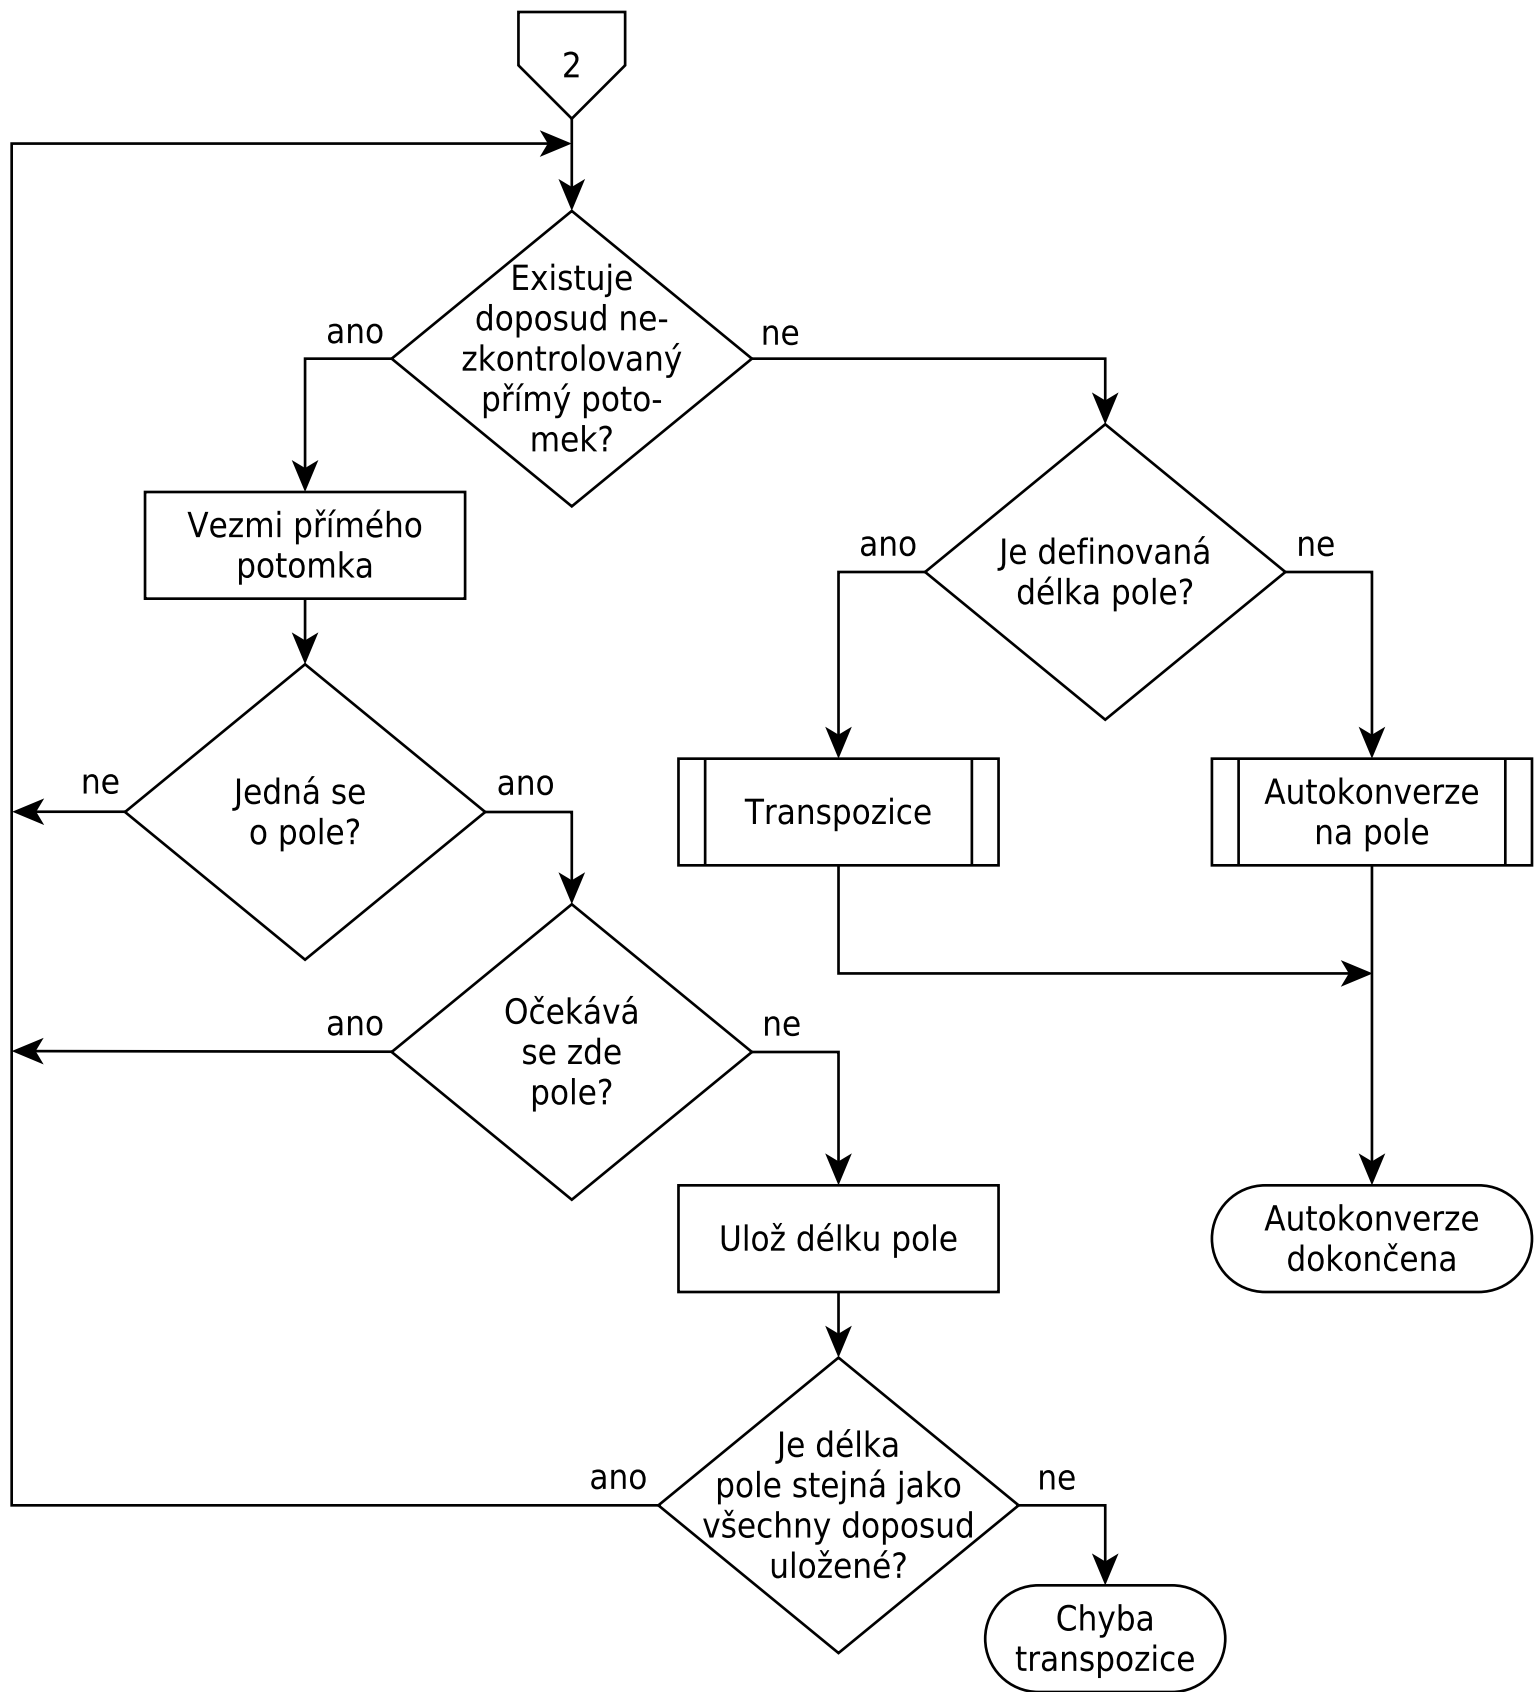 2
Existuje
doposud ne-
zkontrolovaný
přímý poto-
mek?
ano
ne
Vezmi přímého
potomka
Je definovaná
délka pole?
ano
ne
Jedná se
o pole?
ne
ano
Transpozice
Autokonverze
na pole
Očekává
se zde
pole?
ano
ne
Ulož délku pole
Autokonverze
dokončena
Je délka
pole stejná jako
všechny doposud
uložené?
ano
ne
Chyba
transpozice